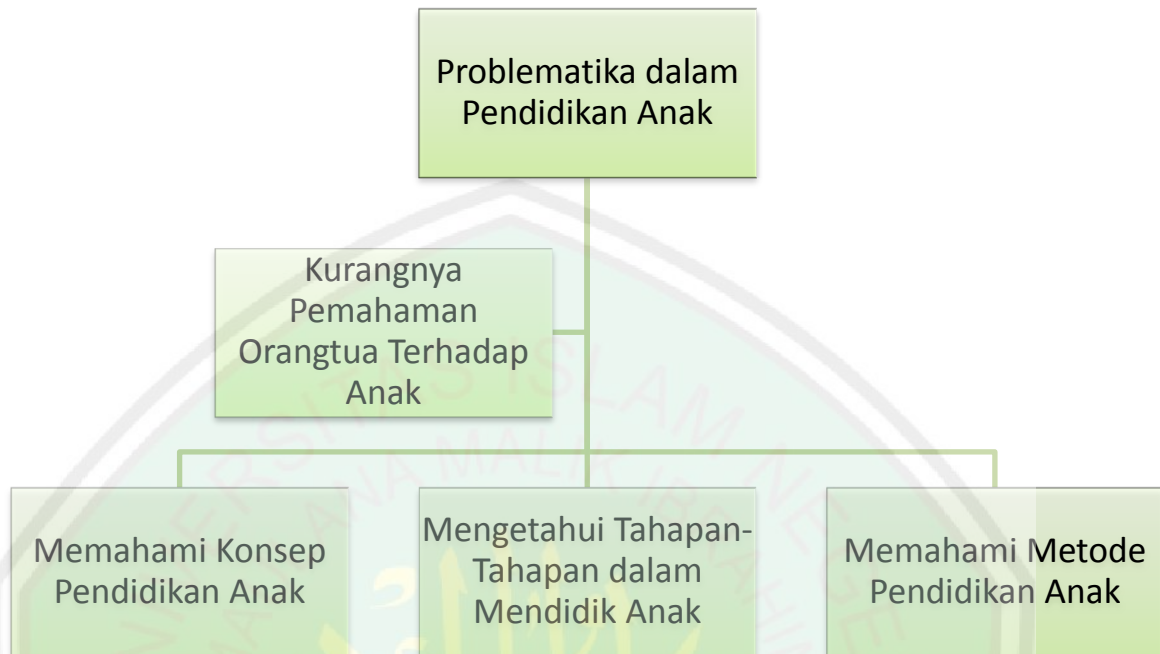 Problematika dalam
Pendidikan Anak
Kurangnya
Pemahaman
Orangtua Terhadap
Anak
Memahami Konsep
Pendidikan Anak
Mengetahui Tahapan-
Tahapan dalam
Mendidik Anak
Memahami Metode
Pendidikan Anak